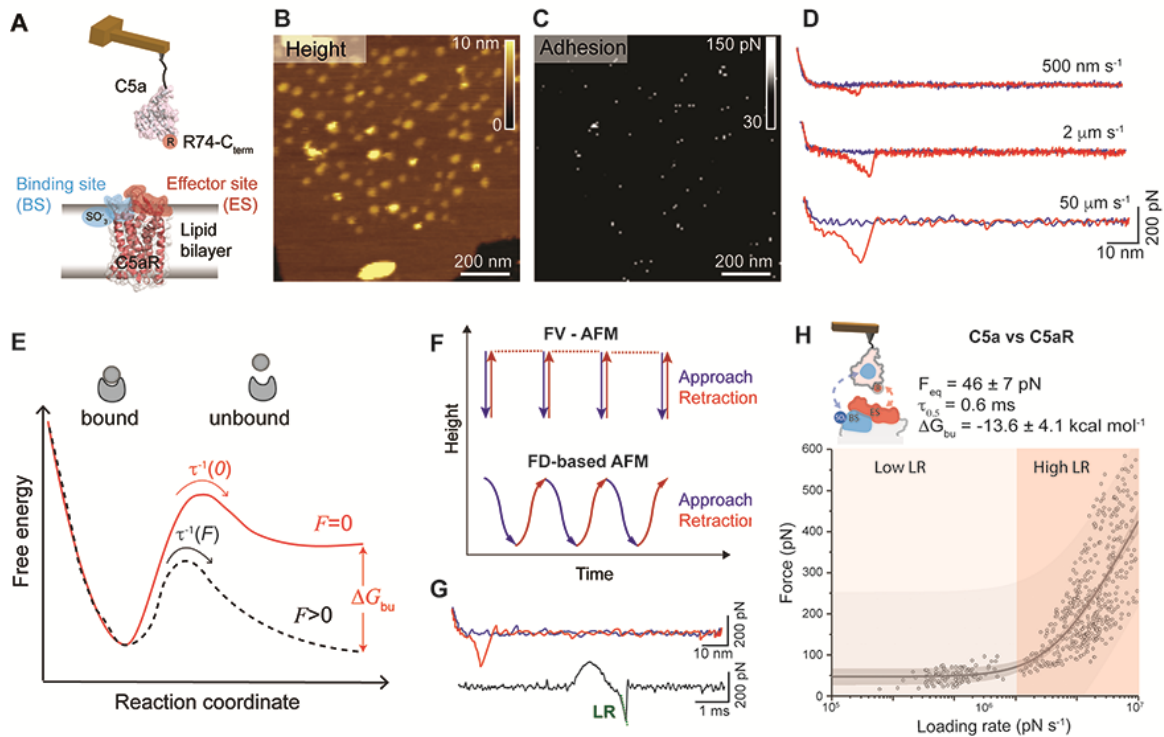 A
C5a
R
R74-Cterm
Binding site
(BS)
Effector site
(ES)
SO3-
Lipid
bilayer
C5aR
B
Height
10 nm
0
200 nm
C
Adhesion
150 pN
30
200 nm
D
500 nm s-1
2 μm s-1
50 μm s-1
200 pN
10 nm
E
bound
unbound
τ-1(0)
F=0
τ-1(F)
F>0
ΔGbu
Free energy
Reaction coordinate
F
FV - AFM
Approach
Retraction
FD-based AFM
Approach
Retraction
Height
Time
G
200 pN
10 nm
200 pN
1 ms
LR
H
C5a vs C5aR
BS
ES
Feq = 46 ± 7 pN
τ0.5 = 0.6 ms
ΔGbu = -13.6 ± 4.1 kcal mol-1
Low LR
High LR
600
500
400
300
200
100
0
Force (pN)
10⁵
10⁶
10⁷
Loading rate (pN s-1)